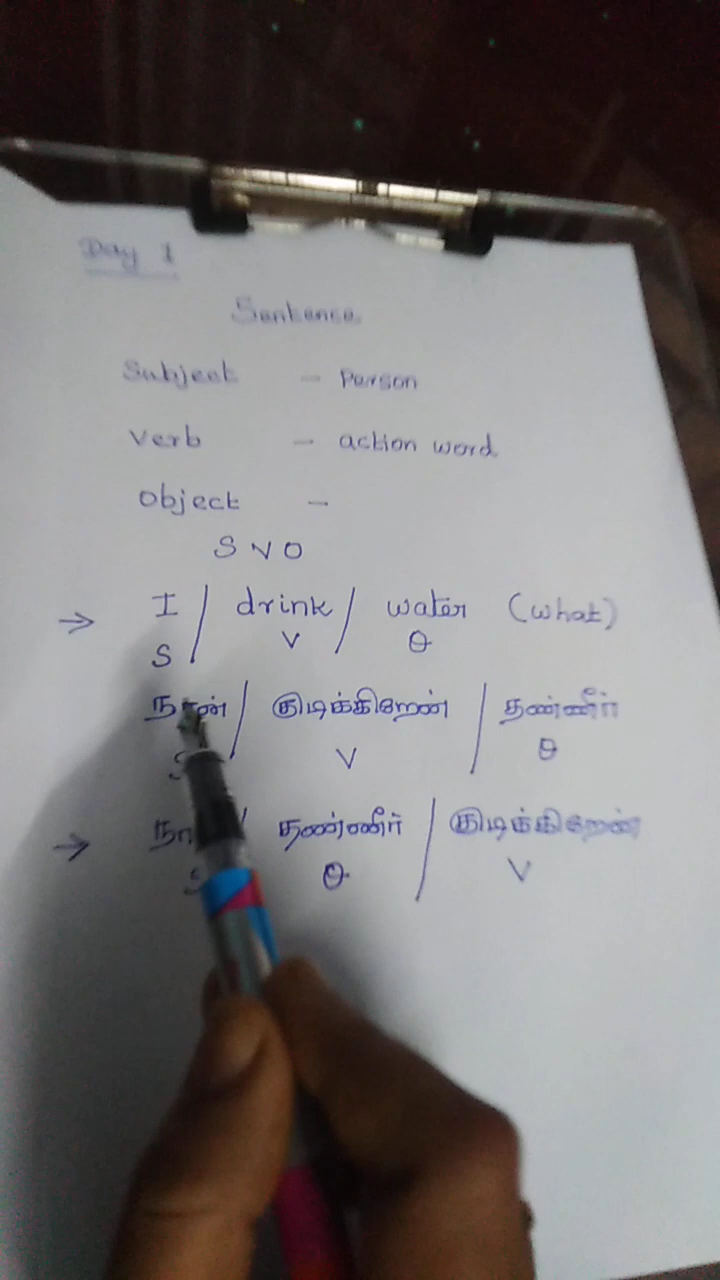 Day 1
Sentence
Subject - Person
Verb - action word
Object -
S V O
→ I / drink / water (what)
S V O
நான் / குடிக்கிறேன் / தண்ணீர்
S V O
→ தண்ணீர் / குடிக்கிறேன்
S O V